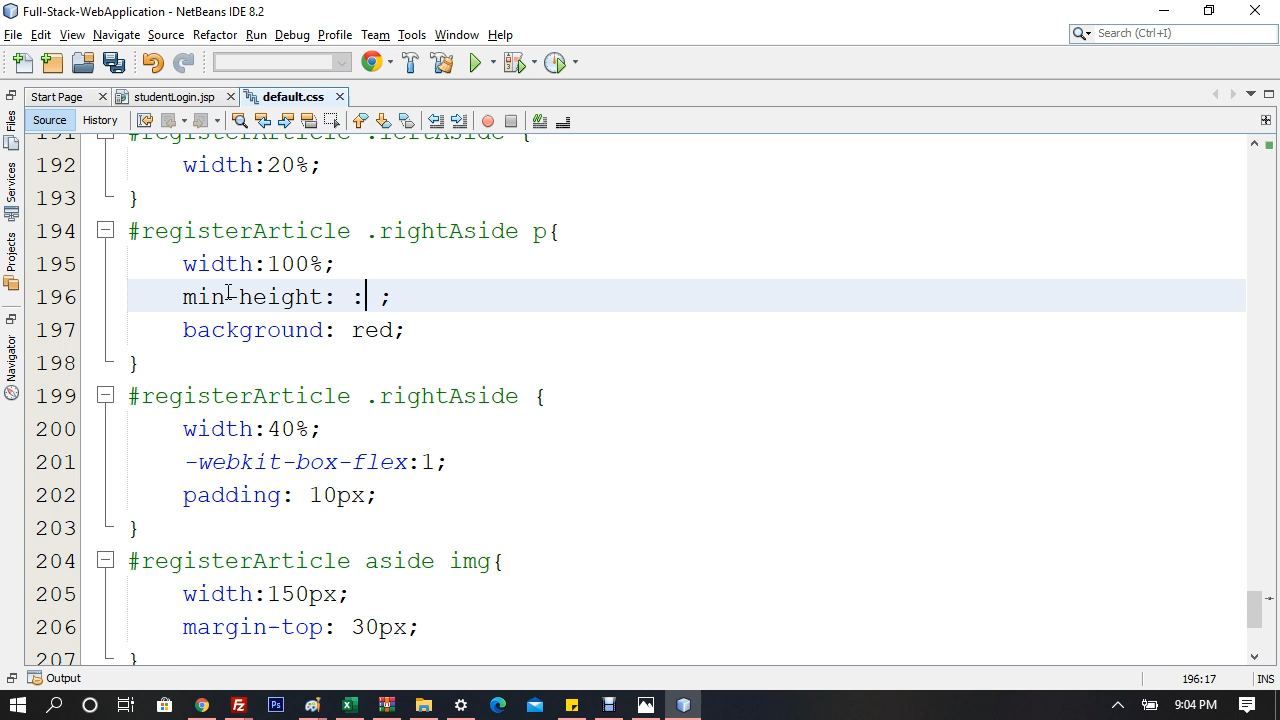 Full-Stack-WebApplication - NetBeans IDE 8.2
File Edit View Navigate Source Refactor Run Debug Profile Team Tools Window Help
Search (Ctrl+I)
Start Page studentLogin.jsp default.css
Source History
Files
Services
Projects
Navigator
191 #registerArticle .leftAside {
192 width:20%;
193 }
194 #registerArticle .rightAside p{
195 width:100%;
196 min-height: : ;
197 background: red;
198 }
199 #registerArticle .rightAside {
200 width:40%;
201 -webkit-box-flex:1;
202 padding: 10px;
203 }
204 #registerArticle aside img{
205 width:150px;
206 margin-top: 30px;
207 }
Output
196:17 INS
9:04 PM